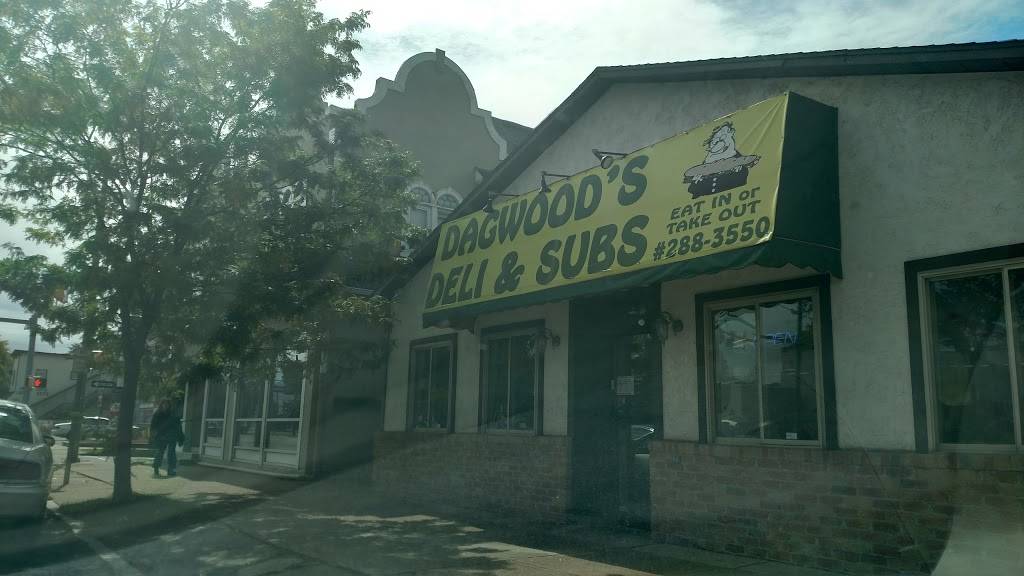 DAGWOOD'S
DELI & SUBS
EAT IN or
TAKE OUT
#288-3550